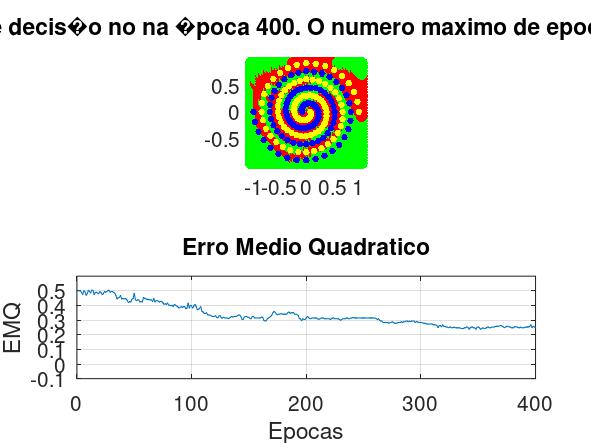 e decis�o no na �poca 400. O numero maximo de epoc
0.5
0
-0.5
-1-0.5 0 0.5 1
Erro Medio Quadratico
EMQ
0.5
0.4
0.3
0.2
0.1
0
-0.1
0 100 200 300 400
Epocas